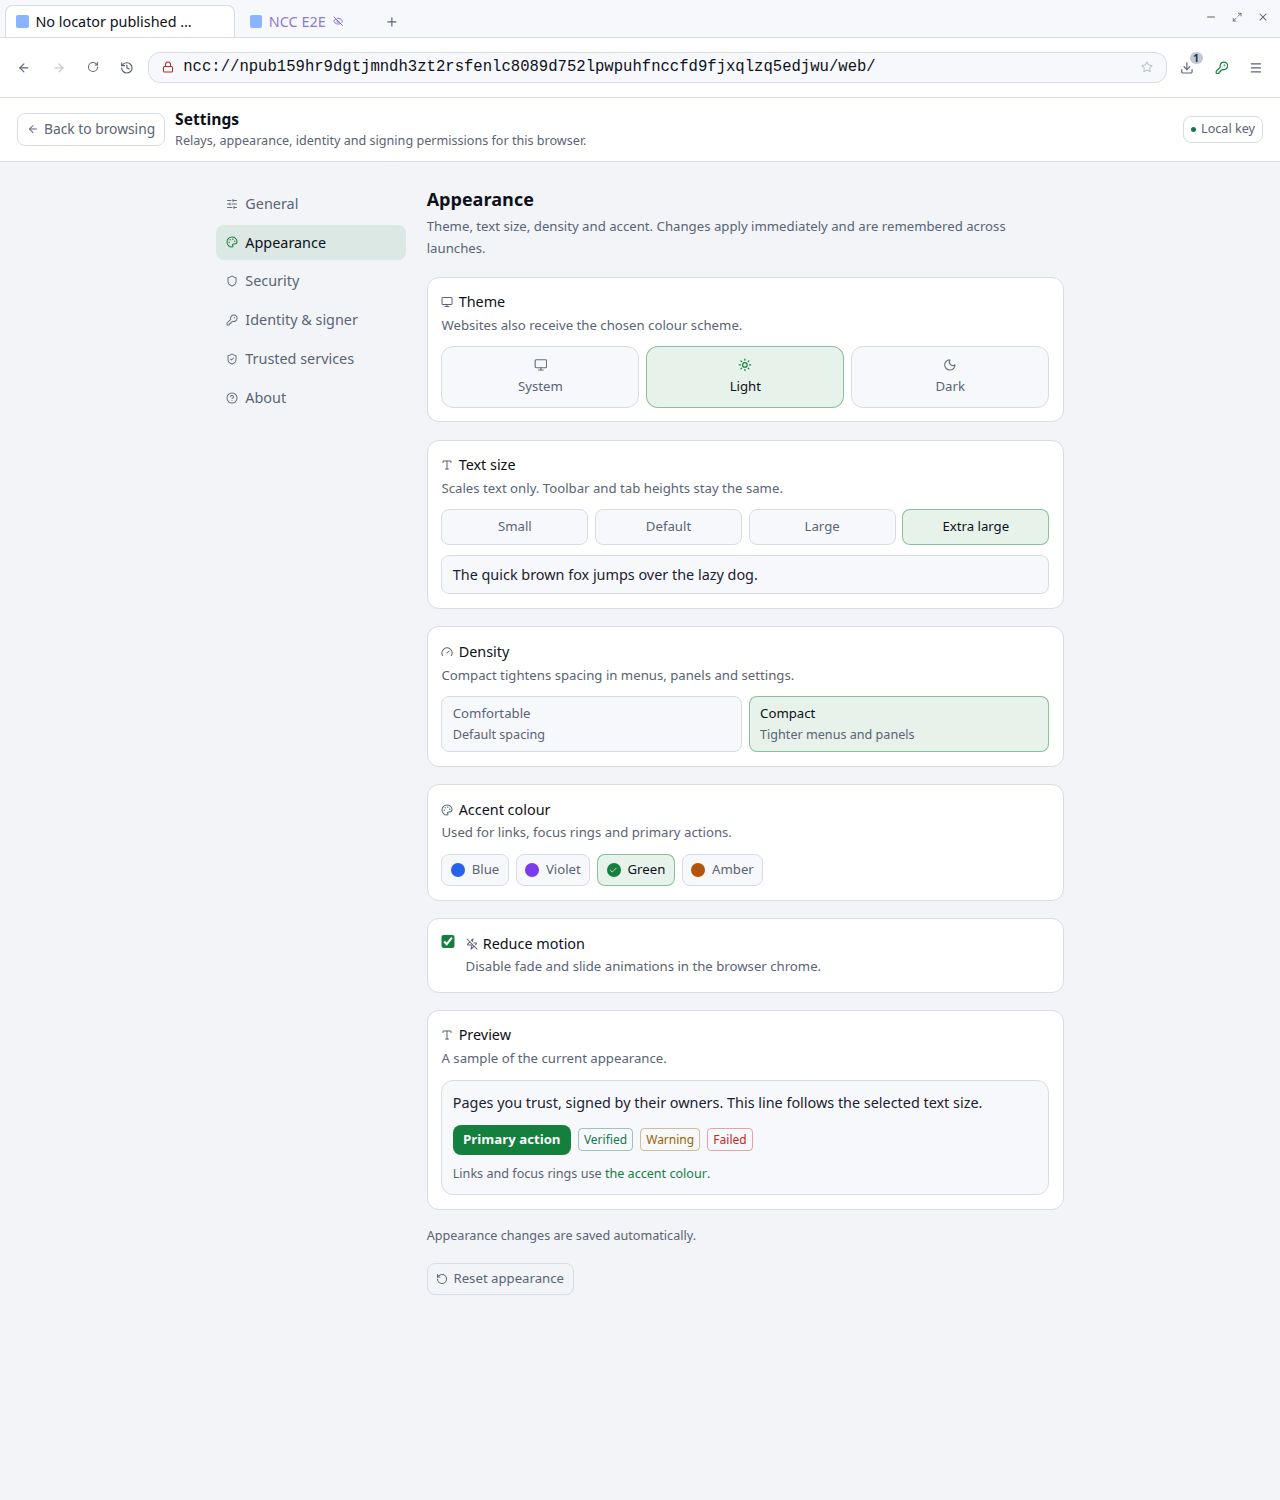 No locator published ...
NCC E2E
ncc://npub159hr9dgtjmndh3zt2rsfenlc8089d752lpwpuhfnccfd9fjxqlzq5edjwu/web/
1
Back to browsing
Settings
Relays, appearance, identity and signing permissions for this browser.
Local key
General
Appearance
Security
Identity & signer
Trusted services
About
Appearance
Theme, text size, density and accent. Changes apply immediately and are remembered across
launches.
Theme
Websites also receive the chosen colour scheme.
System
Light
Dark
Text size
Scales text only. Toolbar and tab heights stay the same.
Small
Default
Large
Extra large
The quick brown fox jumps over the lazy dog.
Density
Compact tightens spacing in menus, panels and settings.
Comfortable
Default spacing
Compact
Tighter menus and panels
Accent colour
Used for links, focus rings and primary actions.
Blue
Violet
Green
Amber
Reduce motion
Disable fade and slide animations in the browser chrome.
Preview
A sample of the current appearance.
Pages you trust, signed by their owners. This line follows the selected text size.
Primary action
Verified
Warning
Failed
Links and focus rings use the accent colour.
Appearance changes are saved automatically.
Reset appearance